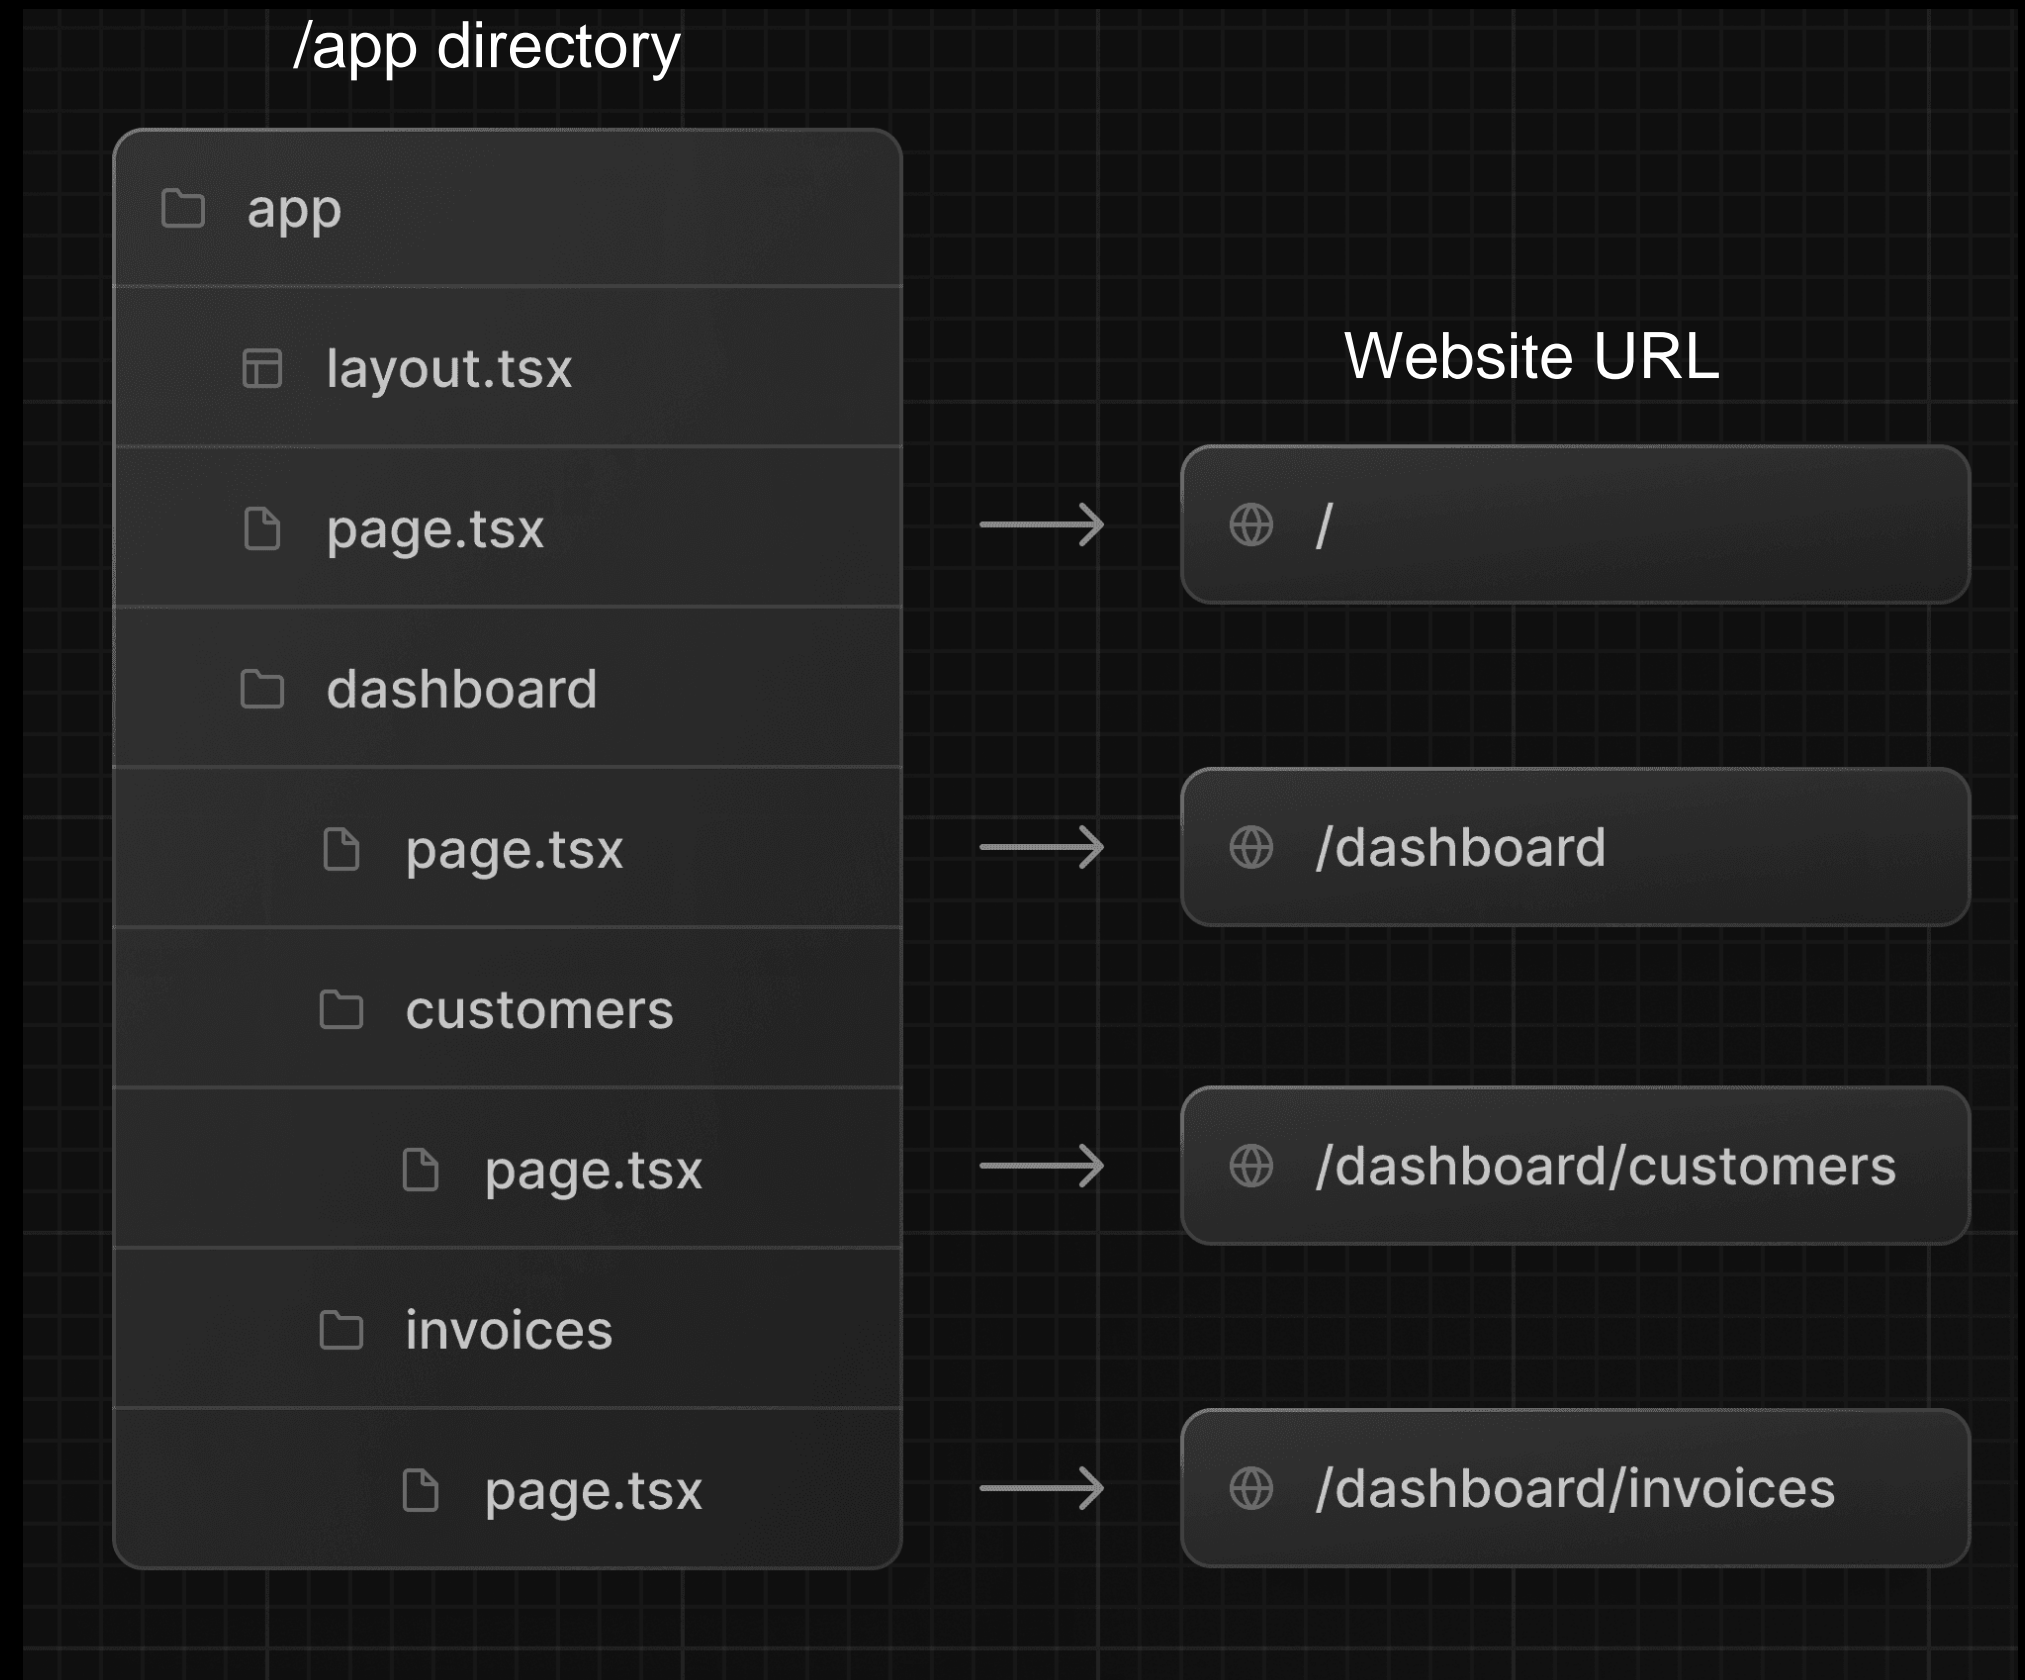 /app directory
app
layout.tsx
page.tsx
dashboard
page.tsx
customers
page.tsx
invoices
page.tsx
Website URL
/
/dashboard
/dashboard/customers
/dashboard/invoices